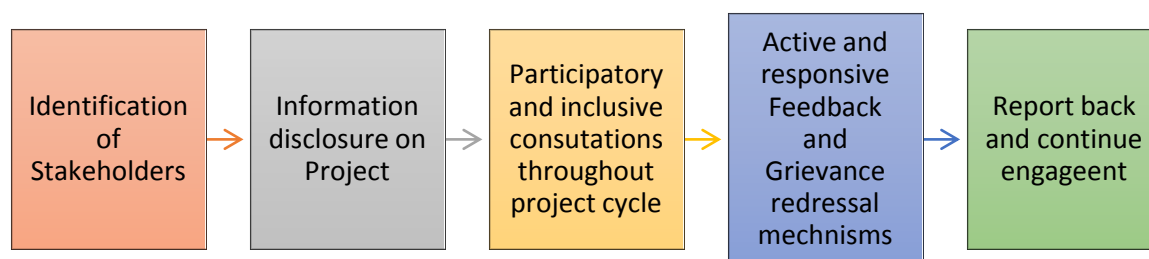 Identification
of
Stakeholders
Information
disclosure on
Project
Participatory
and inclusive
consutations
throughout
project cycle
Active and
responsive
Feedback
and
Grievance
redressal
mechnisms
Report back
and continue
engageent